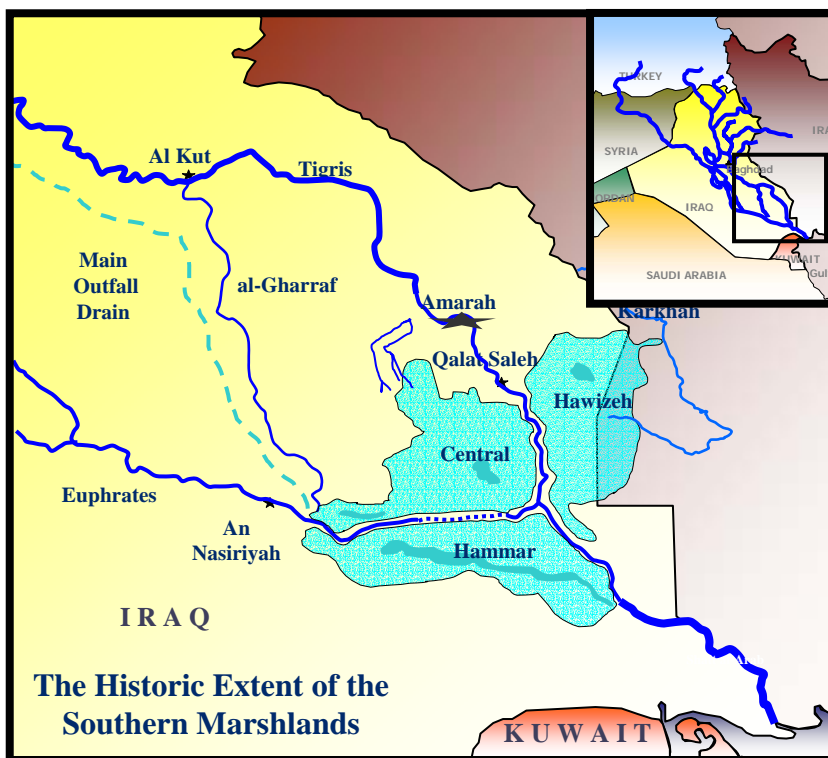 TURKEY
SYRIA
Baghdad
IRAQ
SAUDI ARABIA
KUWAIT
Al Kut
Tigris
Main
Outfall
Drain
al-Gharraf
Amarah
Karkhah
Qalat Saleh
Hawizeh
Central
Euphrates
An
Nasiriyah
Hammar
I R A Q
The Historic Extent of the
Southern Marshlands
K U W A I T